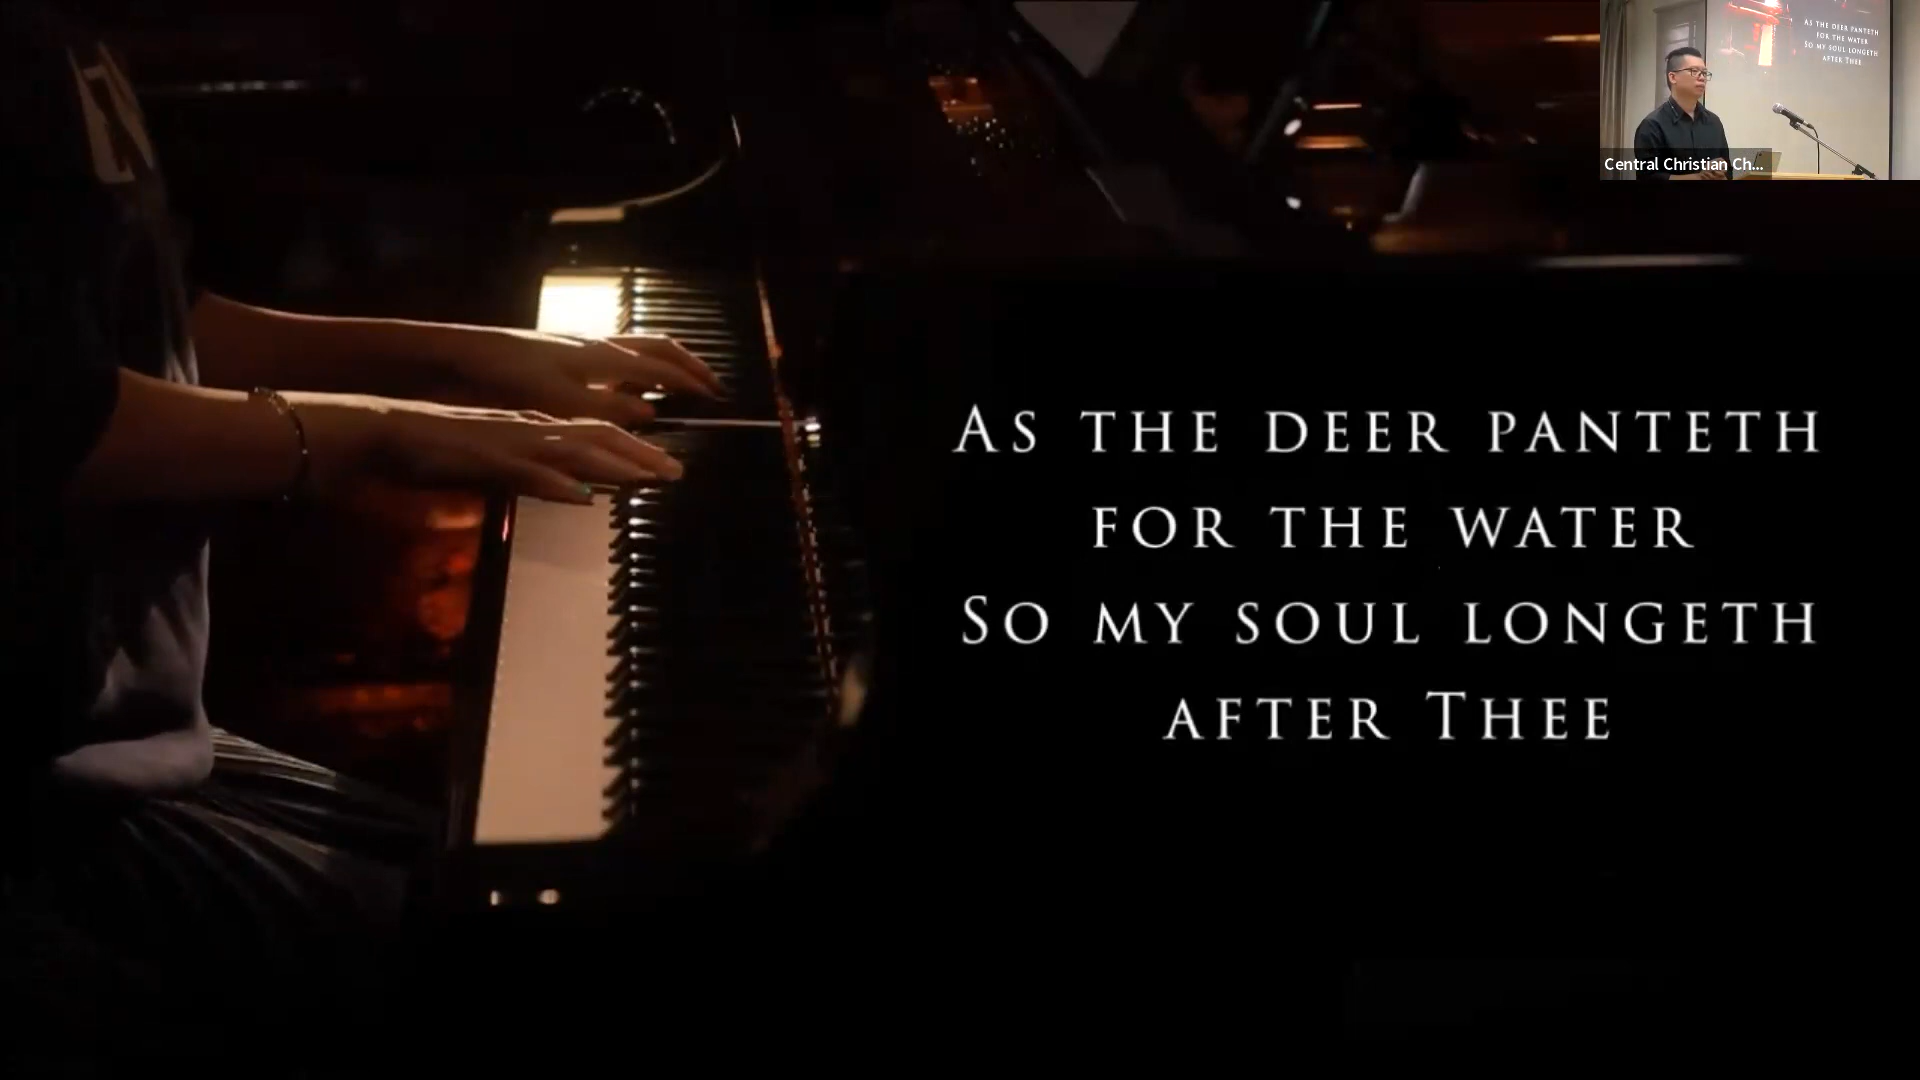 As the deer panteth
for the water
So my soul longeth
after Thee
As the deer panteth
for the water
So my soul longeth
after Thee
Central Christian Ch...